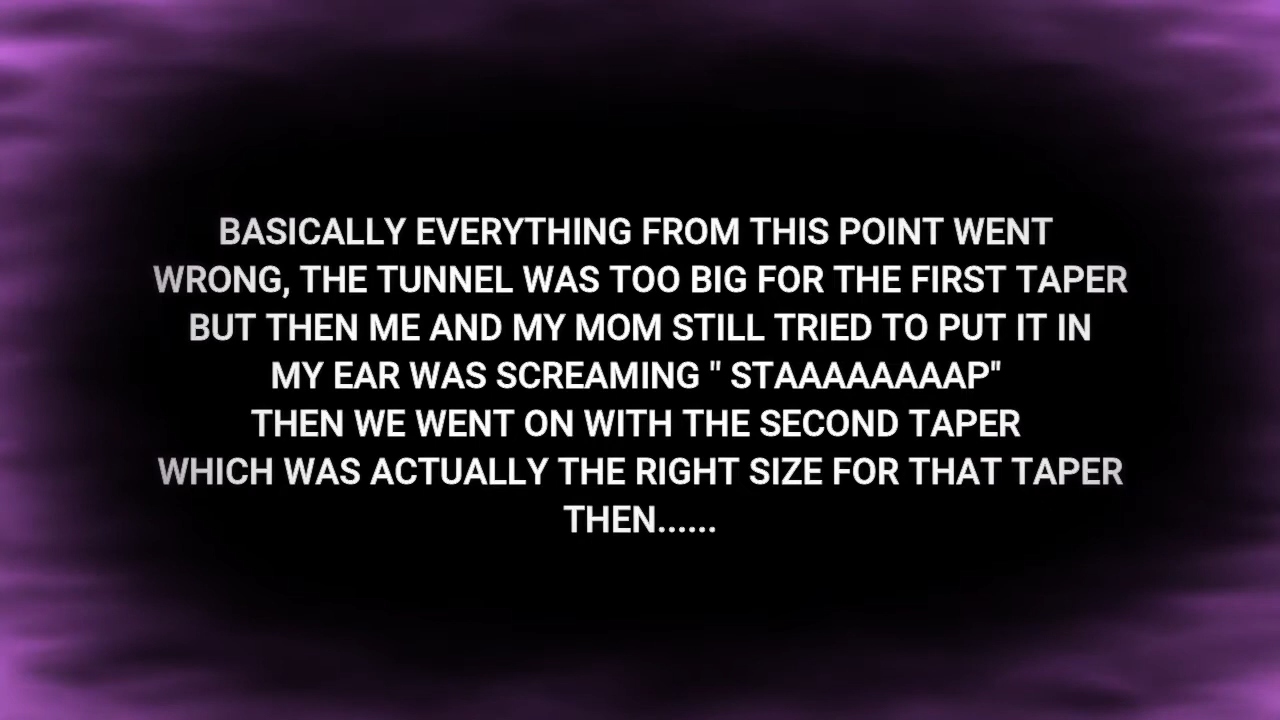 BASICALLY EVERYTHING FROM THIS POINT WENT
WRONG, THE TUNNEL WAS TOO BIG FOR THE FIRST TAPER
BUT THEN ME AND MY MOM STILL TRIED TO PUT IT IN
MY EAR WAS SCREAMING " STAAAAAAAAP"
THEN WE WENT ON WITH THE SECOND TAPER
WHICH WAS ACTUALLY THE RIGHT SIZE FOR THAT TAPER
THEN......